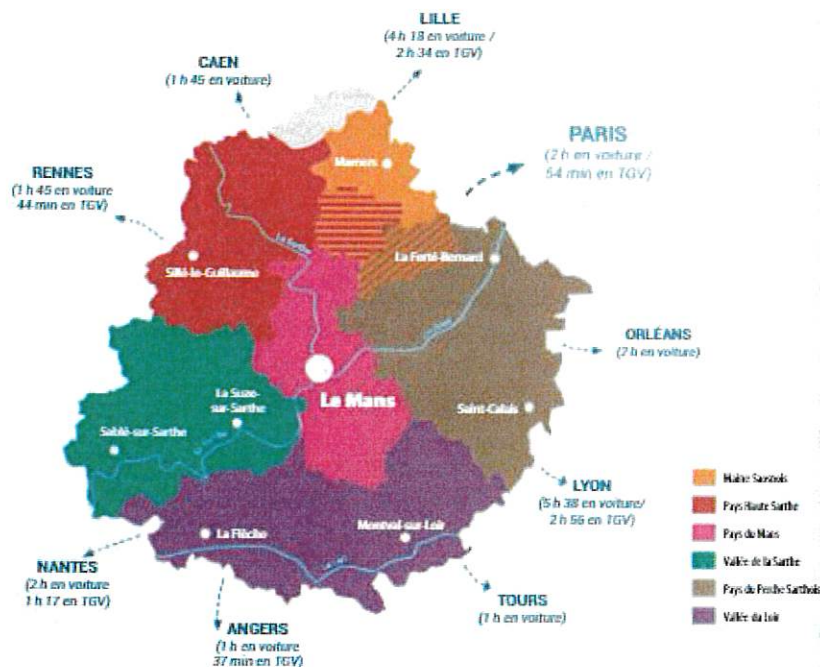 LILLE
(4 h 18 en voiture /
2 h 34 en TGV)
CAEN
(1 h 45 en voiture)
PARIS
(2 h en voiture /
54 min en TGV)
RENNES
(1 h 45 en voiture
44 min en TGV)
Mamers
La Sarthe
Sillé-le-Guillaume
La Ferté-Bernard
ORLÉANS
(2 h en voiture)
Le Mans
La Suze-
sur-Sarthe
Sablé-sur-Sarthe
Saint-Calais
LYON
(5 h 38 en voiture/
2 h 56 en TGV)
La Flèche
Montval-sur-Loir
NANTES
(2 h en voiture
1 h 17 en TGV)
TOURS
(1 h en voiture)
ANGERS
(1 h en voiture
37 min en TGV)
Maine Saosnois
Pays Haute Sarthe
Pays du Mans
Vallée de la Sarthe
Pays du Perche Sarthois
Vallée du Loir